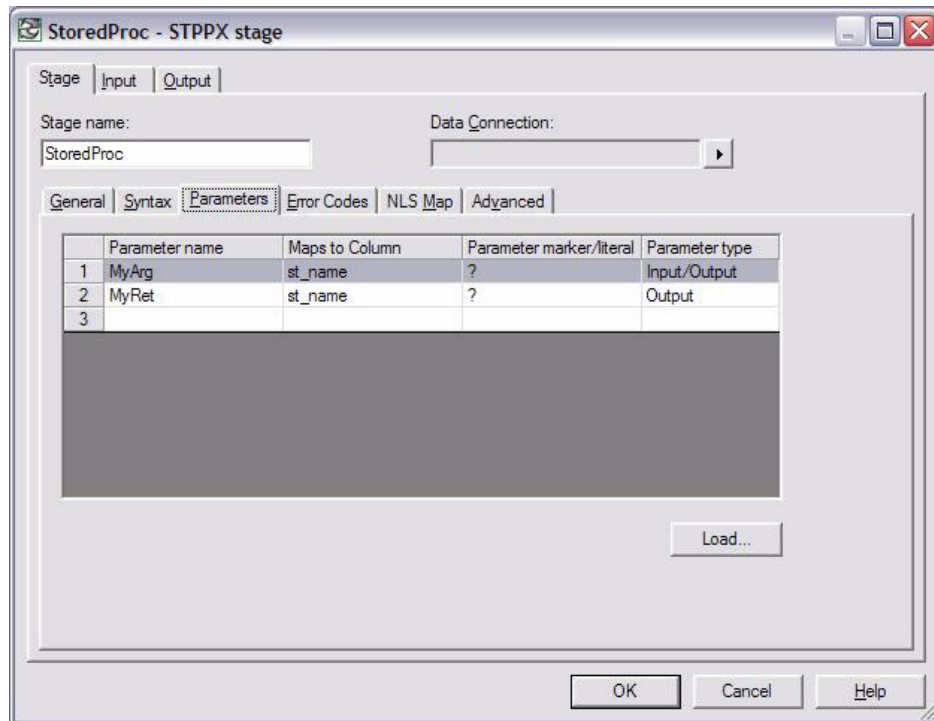 StoredProc - STPPX stage
Stage Input Output
Stage name: Data Connection:
StoredProc
General Syntax Parameters Error Codes NLS Map Advanced
Parameter name Maps to Column Parameter marker/literal Parameter type
1 MyArg st_name ? Input/Output
2 MyRet st_name ? Output
3
Load...
OK Cancel Help